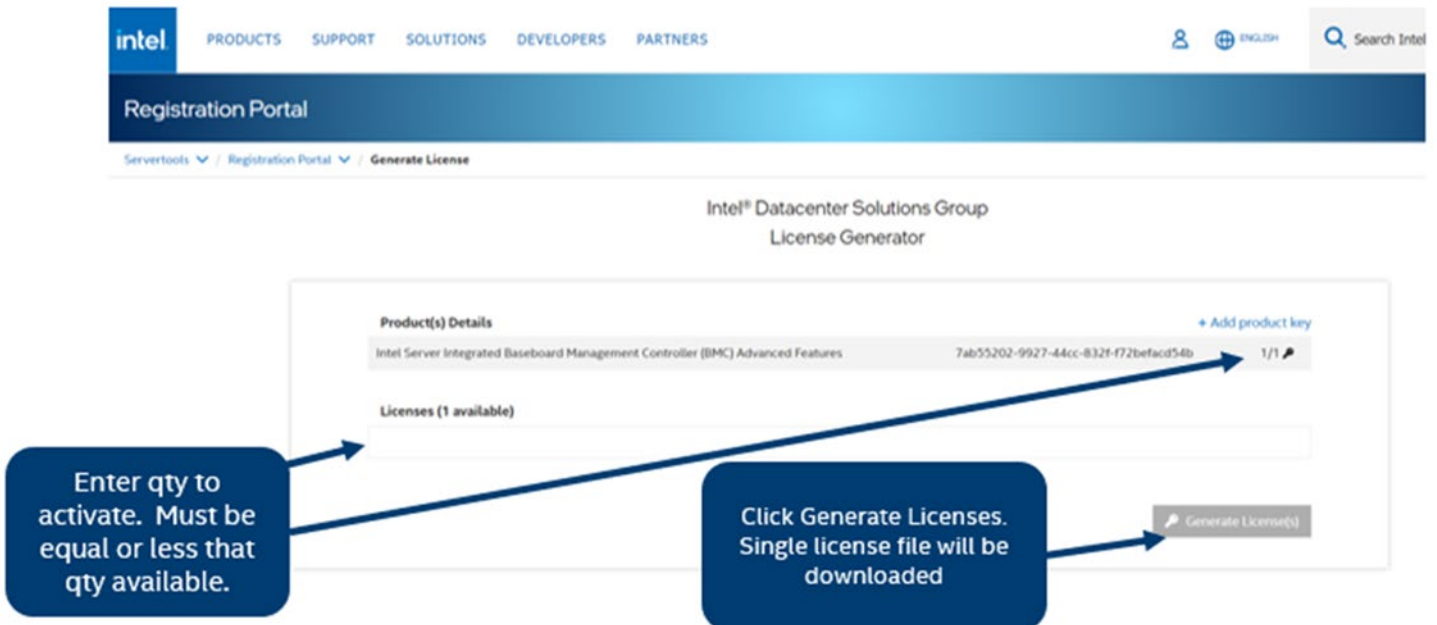 intel. PRODUCTS SUPPORT SOLUTIONS DEVELOPERS PARTNERS ENGLISH Search Intel
Registration Portal
Servertools / Registration Portal / Generate License
Intel® Datacenter Solutions Group
License Generator
Product(s) Details + Add product key
Intel Server Integrated Baseboard Management Controller (BMC) Advanced Features 7ab55202-9927-44cc-832f-f72befacd54b 1/1
Licenses (1 available)
Enter qty to
activate. Must be
equal or less that
qty available.
Click Generate Licenses.
Single license file will be
downloaded
Generate License(s)